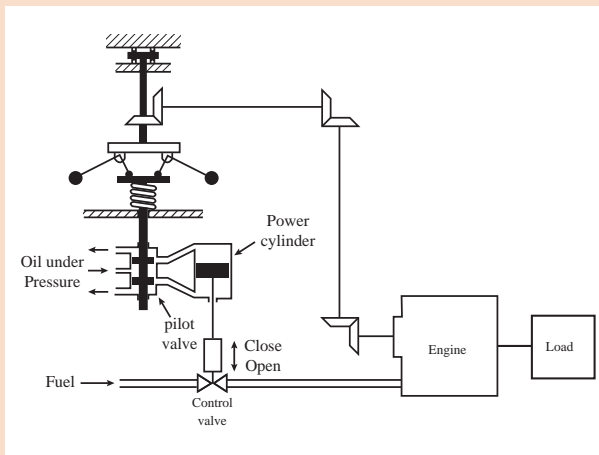 Power
cylinder
Oil under
Pressure
pilot
valve
Close
Open
Engine
Load
Fuel
Control
valve